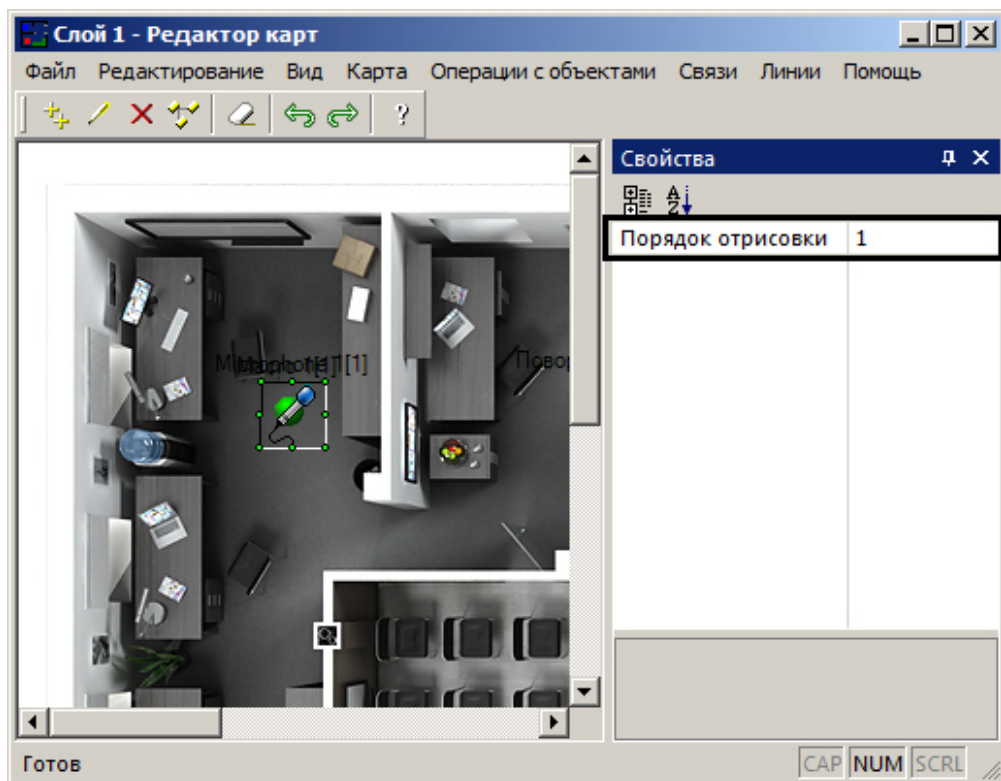 Слой 1 - Редактор карт
Файл Редактирование Вид Карта Операции с объектами Связи Линии Помощь
?
Свойства
A
Z
Порядок отрисовки 1
[1]
Готов CAP NUM SCRL